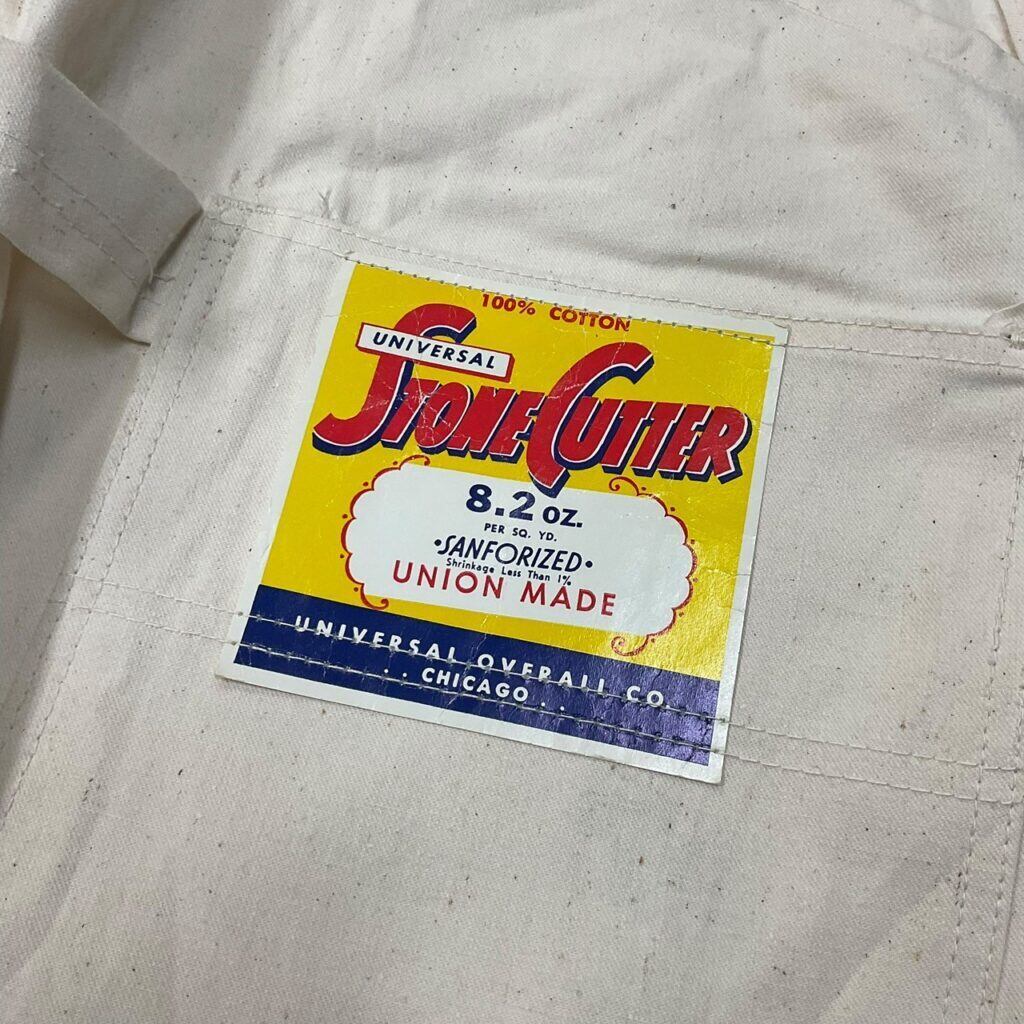 100% COTTON
UNIVERSAL
STONE-CUTTER
8.2 OZ.
PER SQ. YD.
•SANFORIZED•
Shrinkage Less Than 1%
UNION MADE
UNIVERSAL OVERALL CO.
. . CHICAGO . .